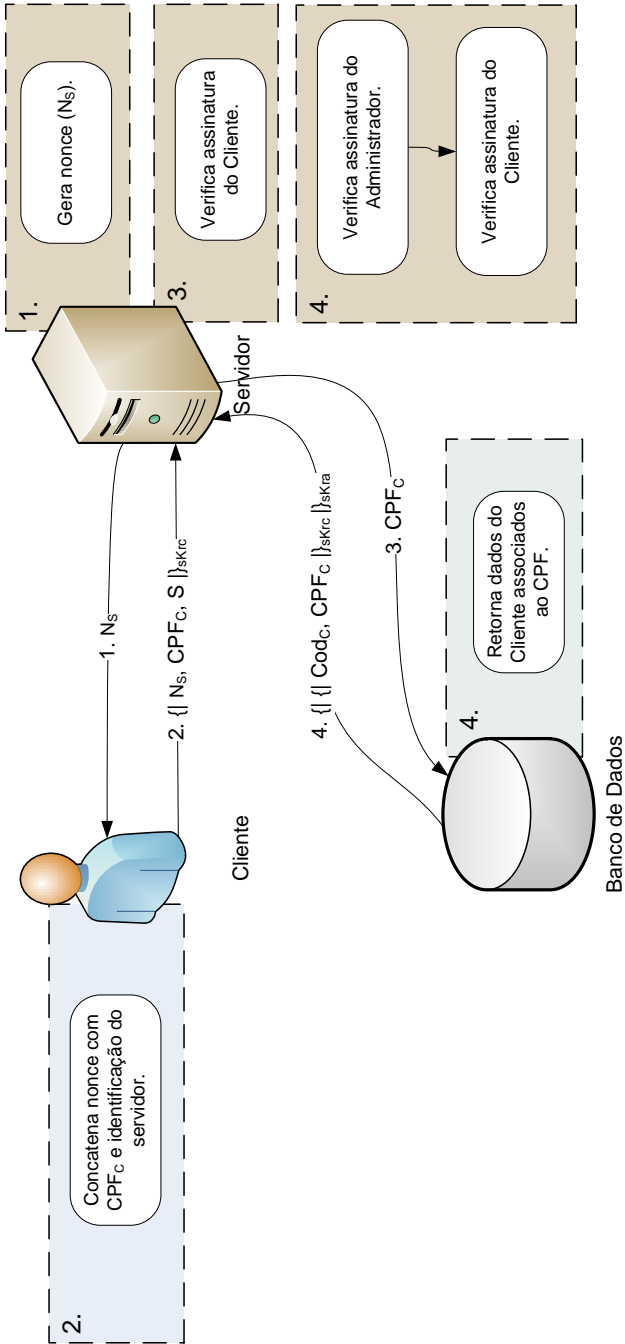 2.
Concatena nonce com
CPFC e identificação do
servidor.
Cliente
1. NS
2. {| NS, CPFC, S |}sKrc
Servidor
1.
Gera nonce (NS).
3.
Verifica assinatura
do Cliente.
4.
Verifica assinatura do
Administrador.
Verifica assinatura do
Cliente.
3. CPFC
4. {| {| CodC, CPFC |}sKrc |}sKra
4.
Retorna dados do
Cliente associados
ao CPF.
Banco de Dados